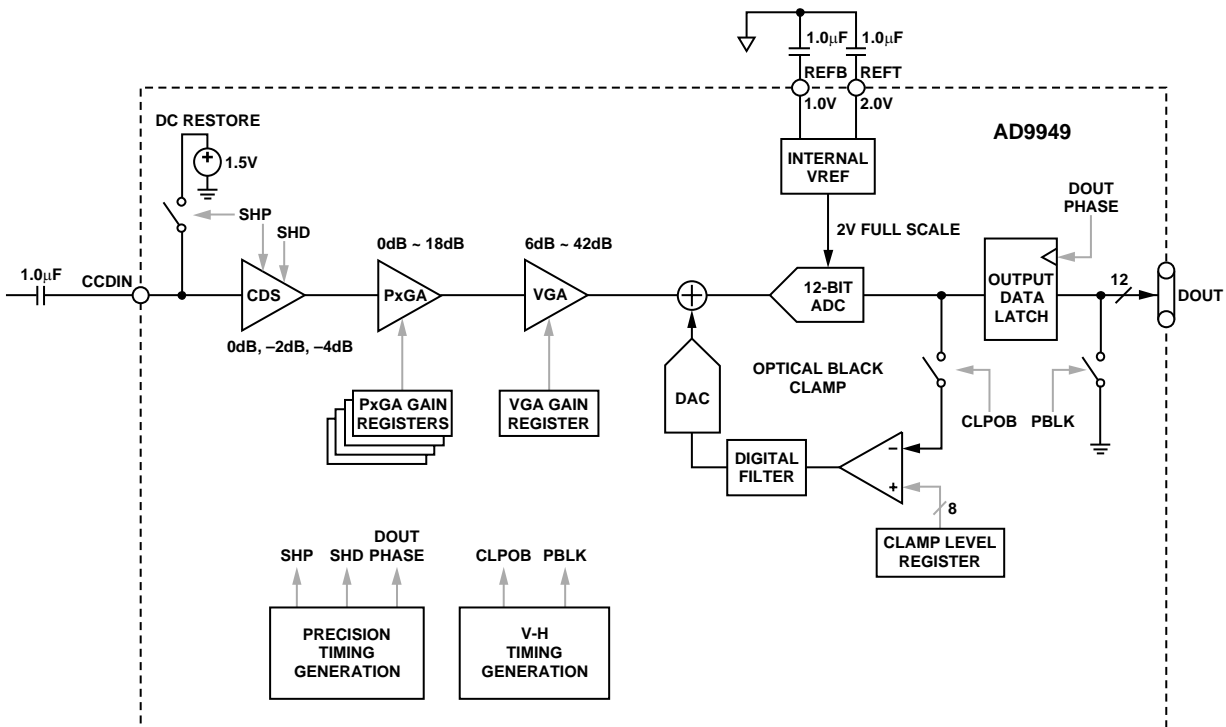 1.0μF
1.0μF
REFB
REFT
1.0V
2.0V
DC RESTORE
AD9949
+
1.5V
INTERNAL
VREF
DOUT
PHASE
SHP
SHD
0dB ~ 18dB
6dB ~ 42dB
2V FULL SCALE
1.0μF
CCDIN
CDS
PxGA
VGA
+
12-BIT
ADC
OUTPUT
DATA
LATCH
12
DOUT
0dB, –2dB, –4dB
OPTICAL BLACK
CLAMP
DAC
PxGA GAIN
REGISTERS
VGA GAIN
REGISTER
CLPOB
PBLK
DIGITAL
FILTER
–
+
8
CLAMP LEVEL
REGISTER
SHP
SHD
DOUT
PHASE
CLPOB
PBLK
PRECISION
TIMING
GENERATION
V-H
TIMING
GENERATION